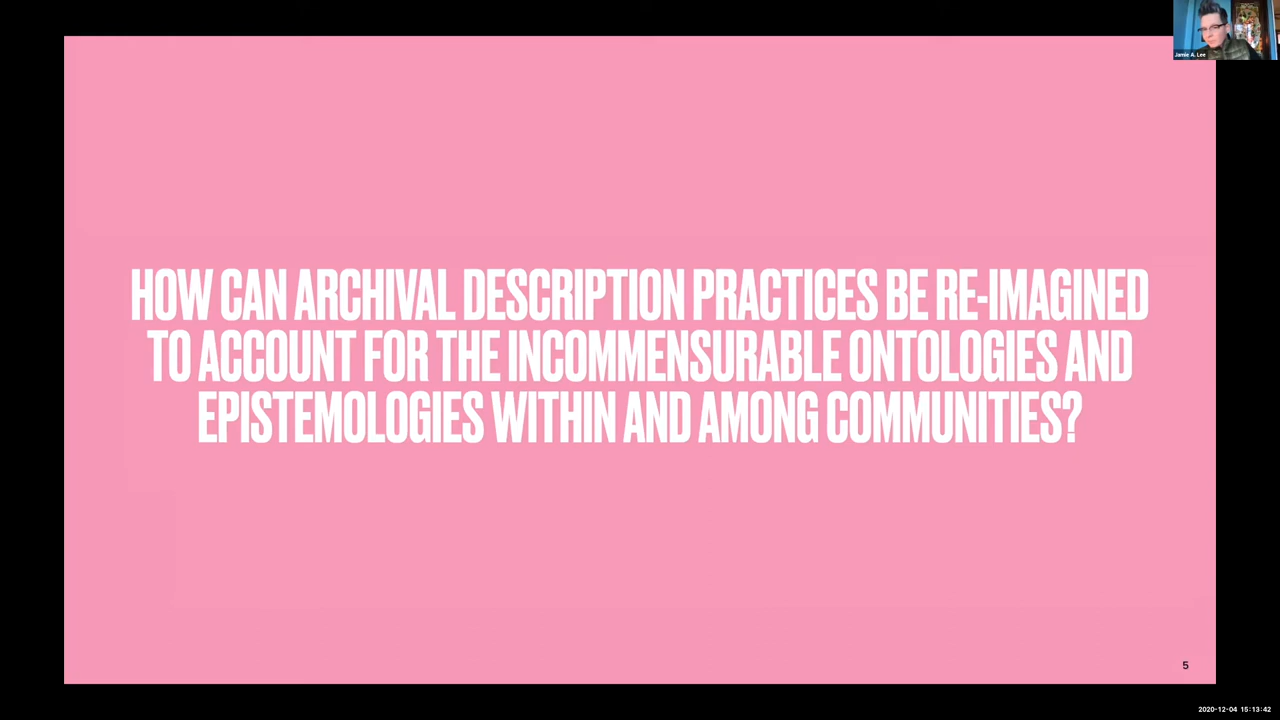 Jamie A. Lee
HOW CAN ARCHIVAL DESCRIPTION PRACTICES BE RE-IMAGINED
TO ACCOUNT FOR THE INCOMMENSURABLE ONTOLOGIES AND
EPISTEMOLOGIES WITHIN AND AMONG COMMUNITIES?
5
2020-12-04 15:13:42